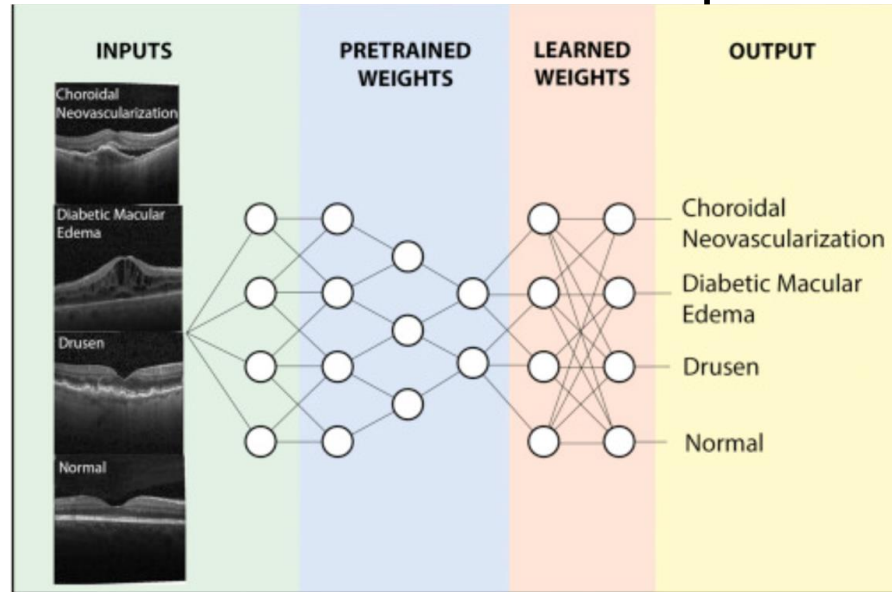 INPUTS
PRETRAINED
WEIGHTS
LEARNED
WEIGHTS
OUTPUT
Choroidal
Neovascularization
Diabetic Macular
Edema
Drusen
Normal
Choroidal
Neovascularization
Diabetic Macular
Edema
Drusen
Normal